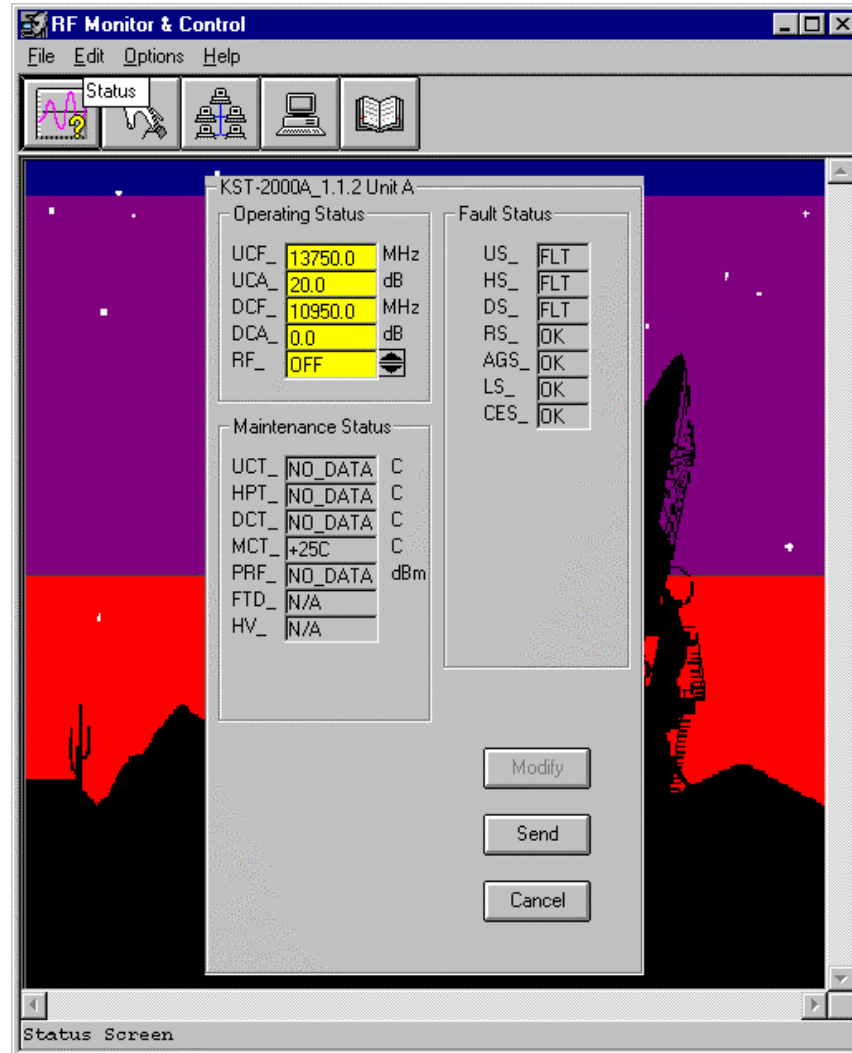 RF Monitor & Control
File Edit Options Help
Status
KST-2000A_1.1.2 Unit A
Operating Status
UCF_ 13750.0 MHz
UCA_ 20.0 dB
DCF_ 10950.0 MHz
DCA_ 0.0 dB
RF_ OFF
Maintenance Status
UCT_ NO_DATA C
HPT_ NO_DATA C
DCT_ NO_DATA C
MCT_ +25C C
PRF_ NO_DATA dBm
FTD_ N/A
HV_ N/A
Fault Status
US_ FLT
HS_ FLT
DS_ FLT
RS_ OK
AGS_ OK
LS_ OK
CES_ OK
Modify
Send
Cancel
Status Screen